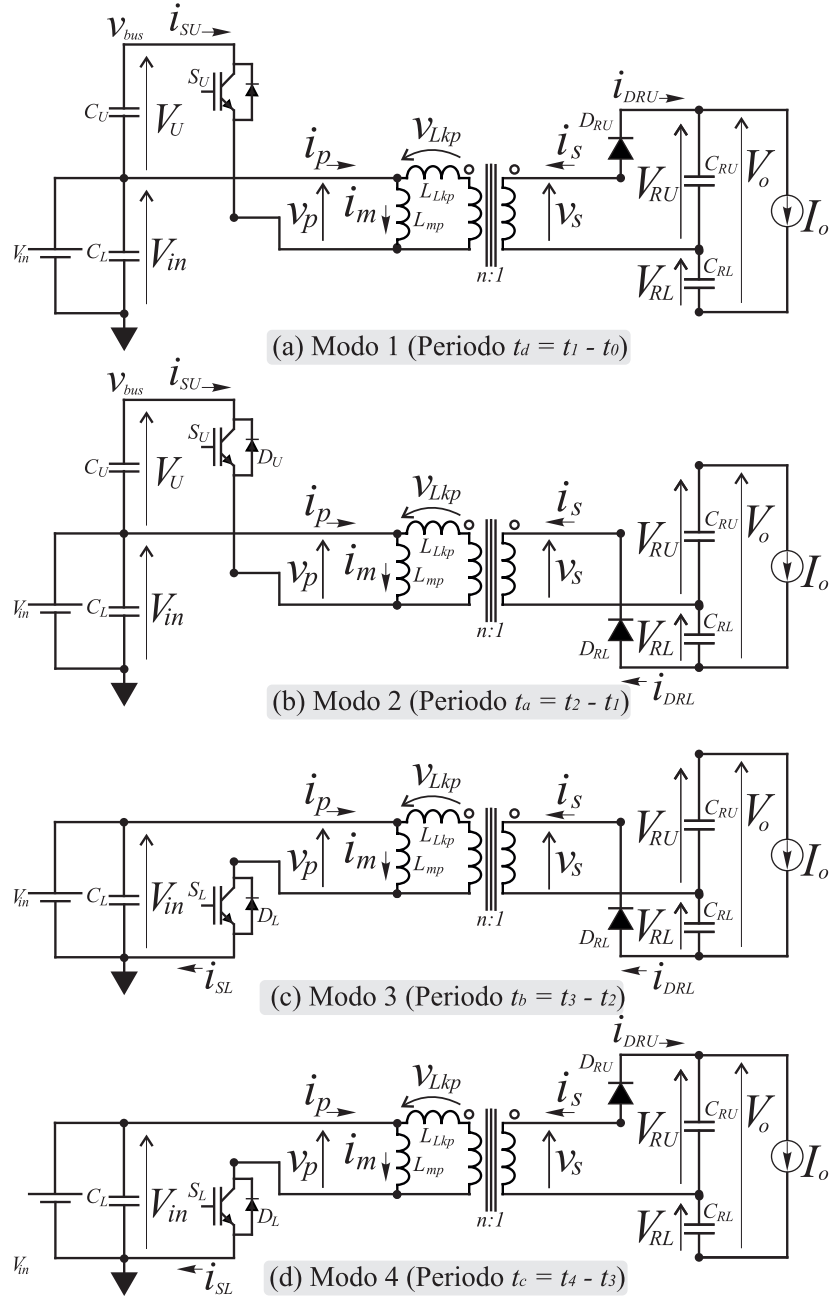 v_bus i_SU
S_U
C_U V_U
i_p v_Lkp i_s D_RU i_DRU
L_Lkp
V_in C_L V_in v_p i_m L_mp v_s V_RU C_RU V_o I_o
n:1 V_RL C_RL
(a) Modo 1 (Periodo t_d = t_1 - t_0)
v_bus i_SU
S_U D_U
C_U V_U
i_p v_Lkp i_s
L_Lkp
V_in C_L V_in v_p i_m L_mp v_s V_RU C_RU V_o I_o
n:1 D_RL V_RL C_RL
i_DRL
(b) Modo 2 (Periodo t_a = t_2 - t_1)
i_p v_Lkp i_s
L_Lkp
V_in C_L V_in S_L D_L v_p i_m L_mp v_s V_RU C_RU V_o I_o
n:1 D_RL V_RL C_RL
i_SL i_DRL
(c) Modo 3 (Periodo t_b = t_3 - t_2)
i_p v_Lkp i_s D_RU i_DRU
L_Lkp
C_L V_in S_L D_L v_p i_m L_mp v_s V_RU C_RU V_o I_o
n:1 V_RL C_RL
V_in i_SL
(d) Modo 4 (Periodo t_c = t_4 - t_3)